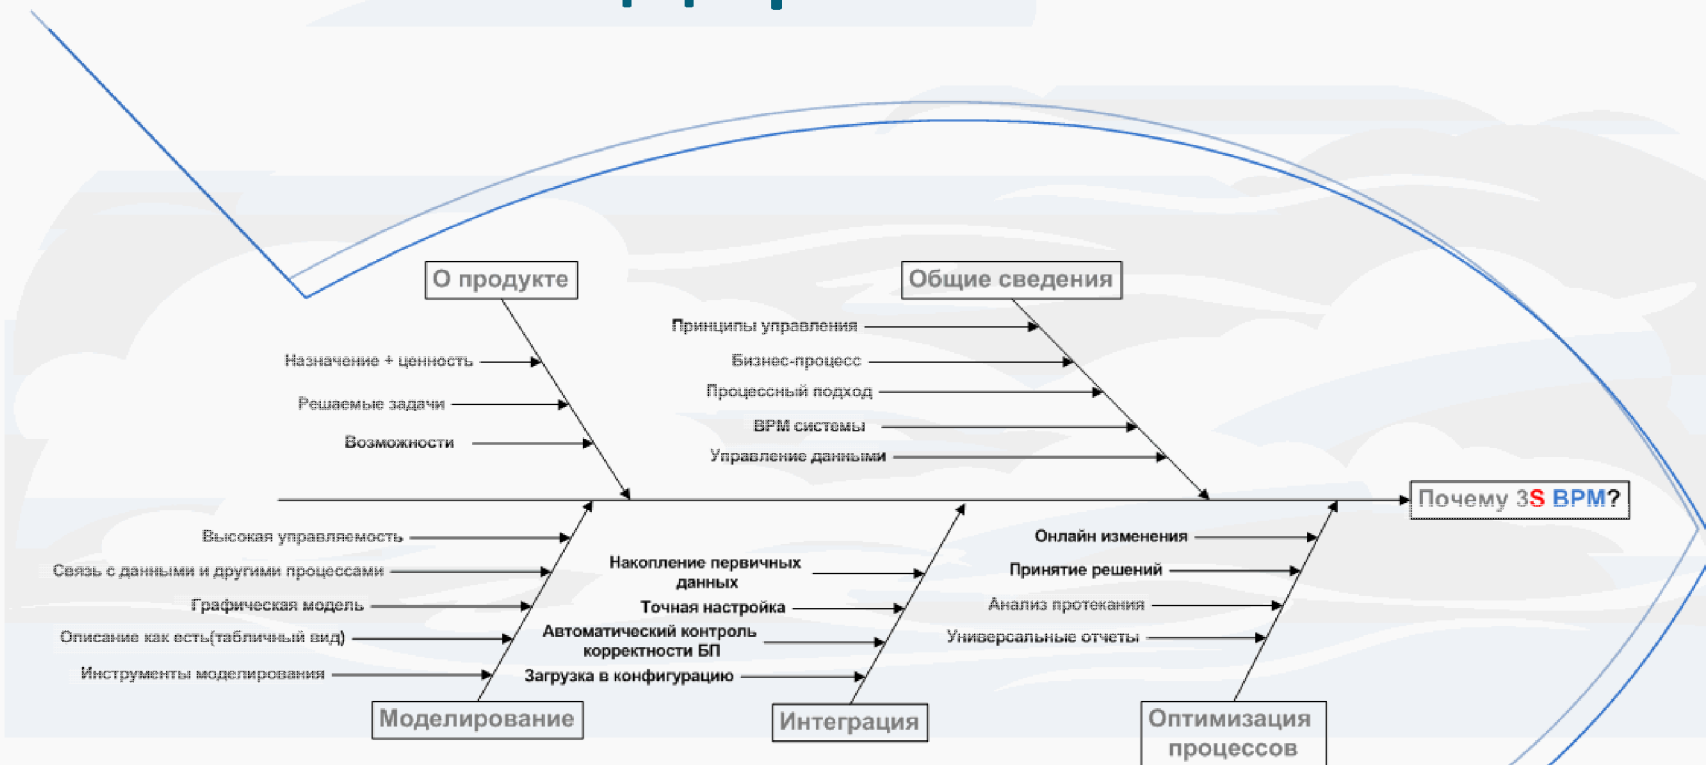 О продукте
Общие сведения
Принципы управления
Назначение + ценность
Бизнес-процесс
Процессный подход
Решаемые задачи
BPM системы
Возможности
Управление данными
Почему 3S BPM?
Высокая управляемость
Связь с данными и другими процессами
Графическая модель
Описание как есть(табличный вид)
Инструменты моделирования
Моделирование
Накопление первичных
данных
Точная настройка
Автоматический контроль
корректности БП
Загрузка в конфигурацию
Интеграция
Онлайн изменения
Принятие решений
Анализ протекания
Универсальные отчеты
Оптимизация
процессов